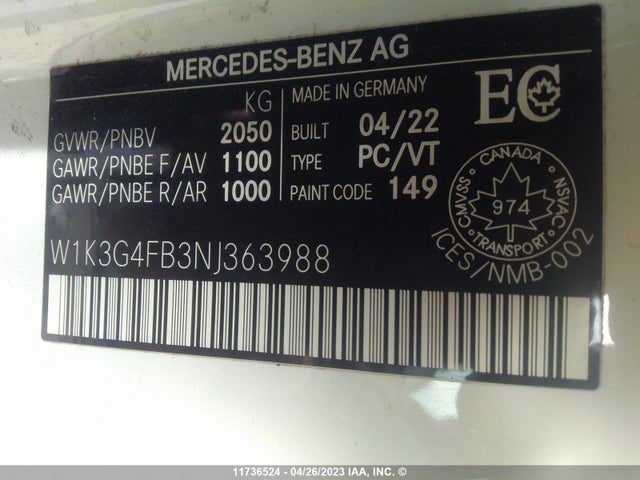 MERCEDES-BENZ AG
KG
GVWR/PNBV 2050
GAWR/PNBE F/AV 1100
GAWR/PNBE R/AR 1000
MADE IN GERMANY
BUILT 04/22
TYPE PC/VT
PAINT CODE 149
EC
CANADA
CMVSS
974
NSVAC
TRANSPORT
ICES/NMB-002
W1K3G4FB3NJ363988
11736524 - 04/26/2023 IAA, INC. ©